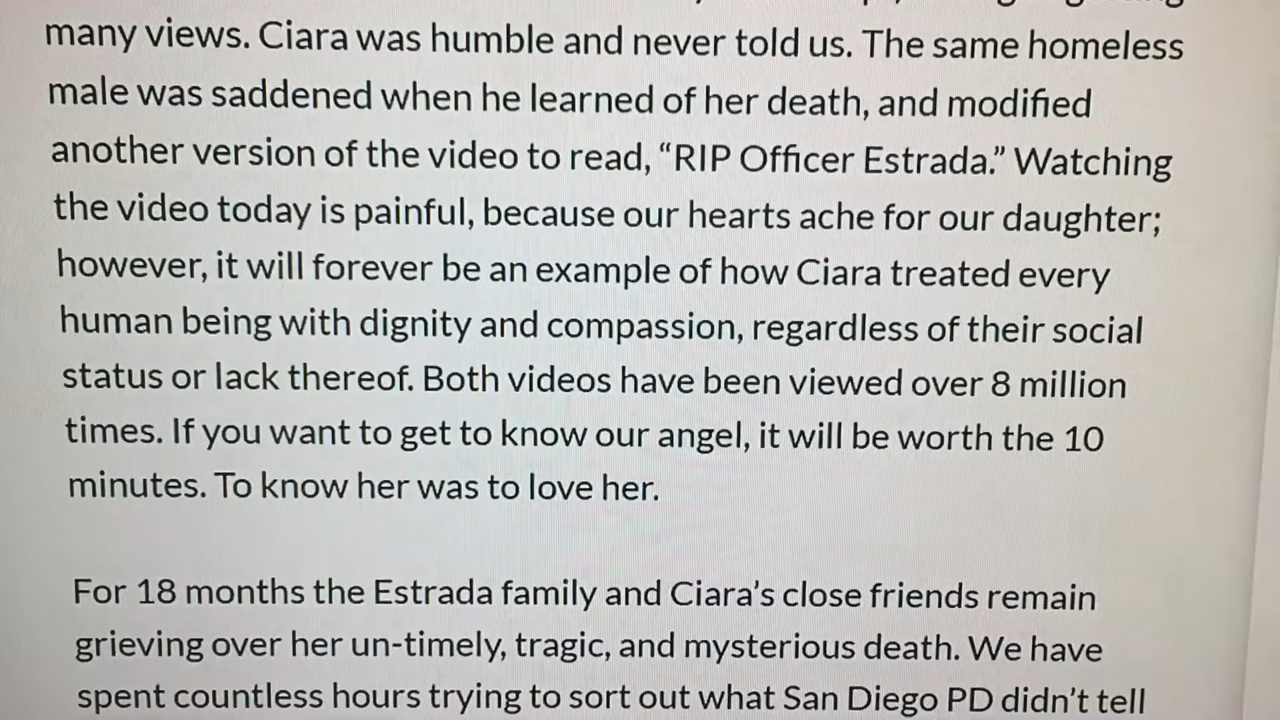 many views. Ciara was humble and never told us. The same homeless
male was saddened when he learned of her death, and modified
another version of the video to read, “RIP Officer Estrada.” Watching
the video today is painful, because our hearts ache for our daughter;
however, it will forever be an example of how Ciara treated every
human being with dignity and compassion, regardless of their social
status or lack thereof. Both videos have been viewed over 8 million
times. If you want to get to know our angel, it will be worth the 10
minutes. To know her was to love her.
For 18 months the Estrada family and Ciara’s close friends remain
grieving over her un-timely, tragic, and mysterious death. We have
spent countless hours trying to sort out what San Diego PD didn’t tell